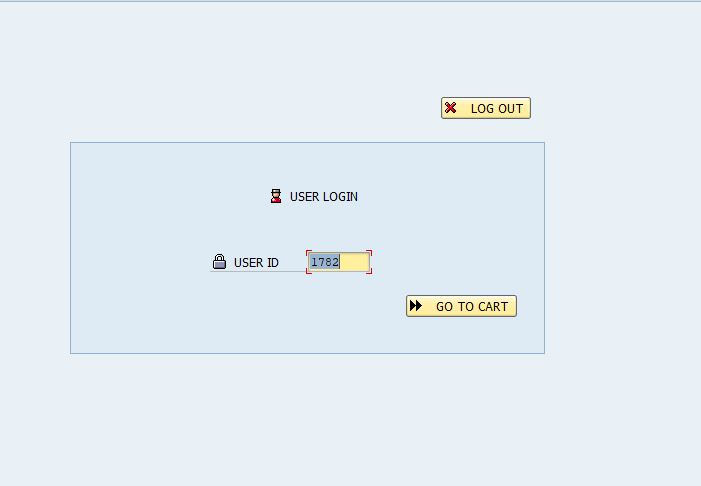 LOG OUT
USER LOGIN
USER ID 1782
GO TO CART